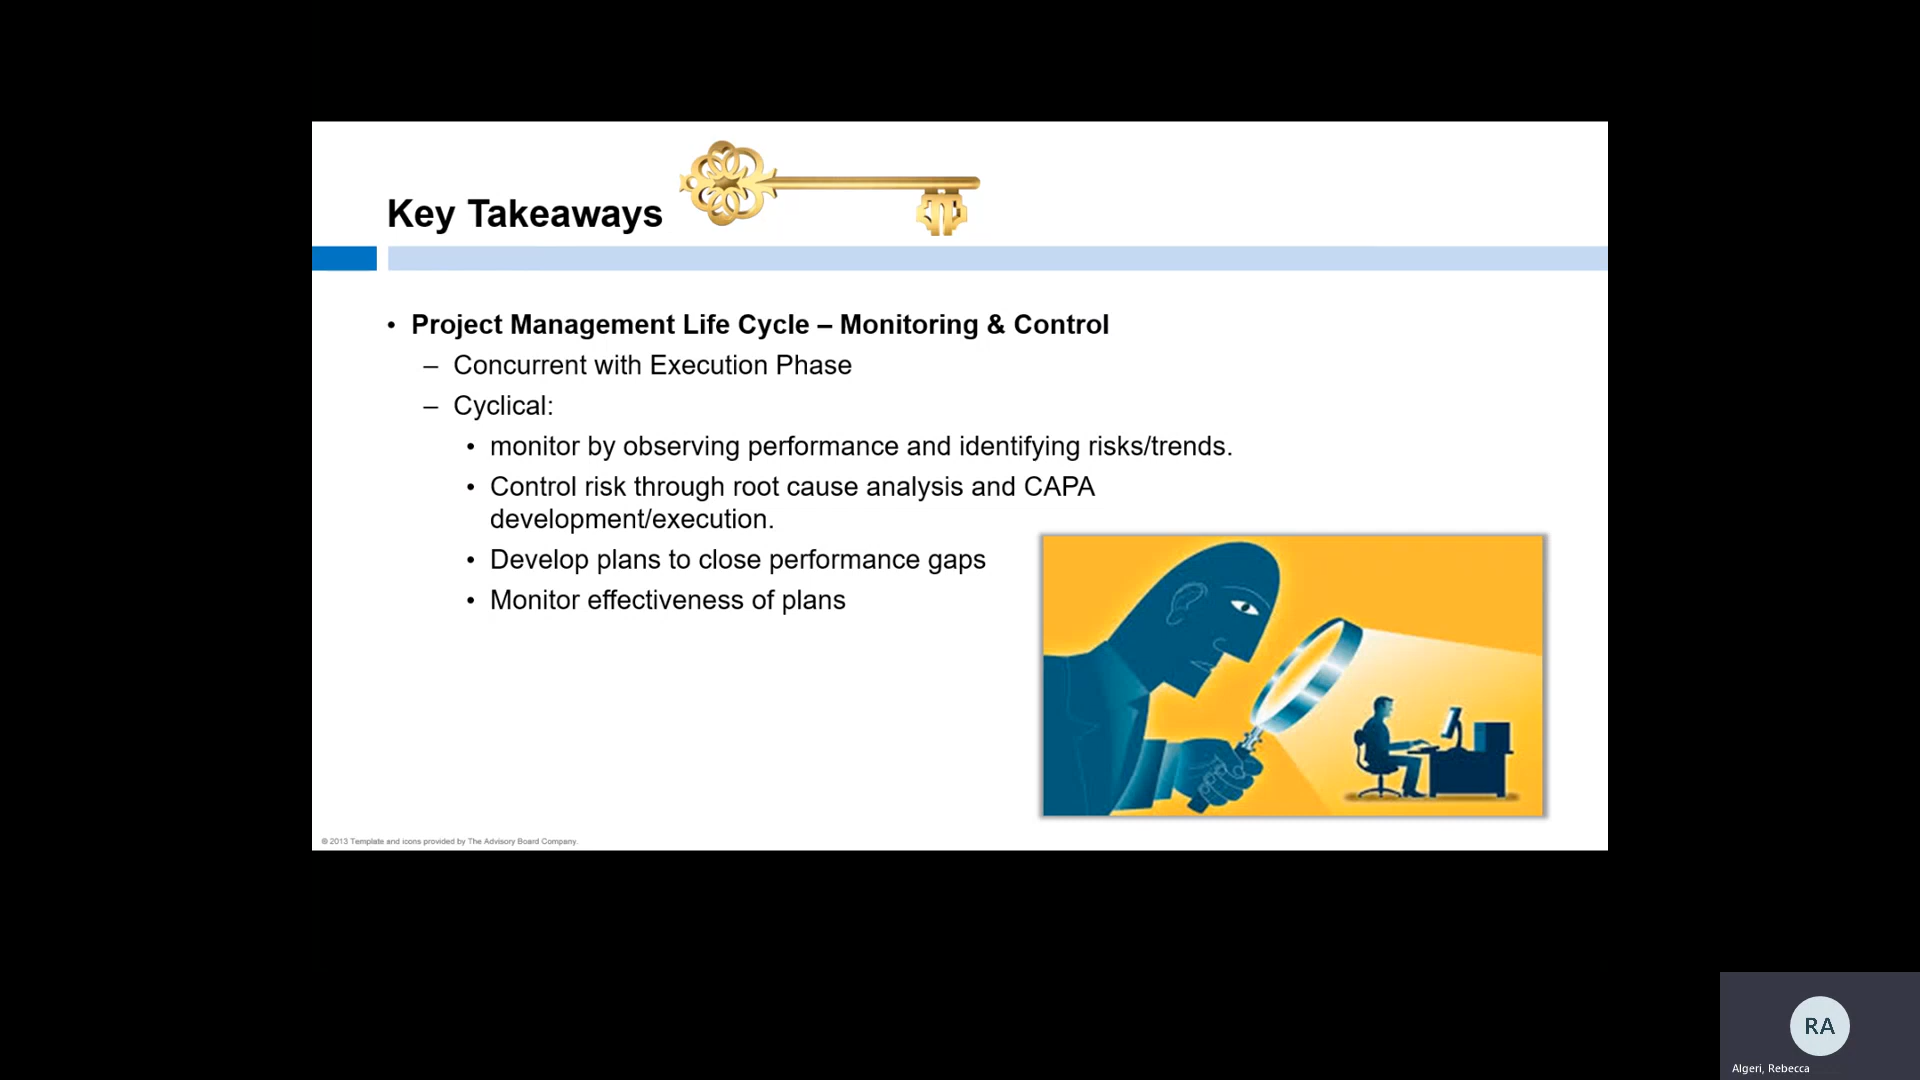 Key Takeaways
• Project Management Life Cycle – Monitoring & Control
– Concurrent with Execution Phase
– Cyclical:
• monitor by observing performance and identifying risks/trends.
• Control risk through root cause analysis and CAPA
development/execution.
• Develop plans to close performance gaps
• Monitor effectiveness of plans
© 2013 Template and icons provided by The Advisory Board Company.
RA
Algeri, Rebecca